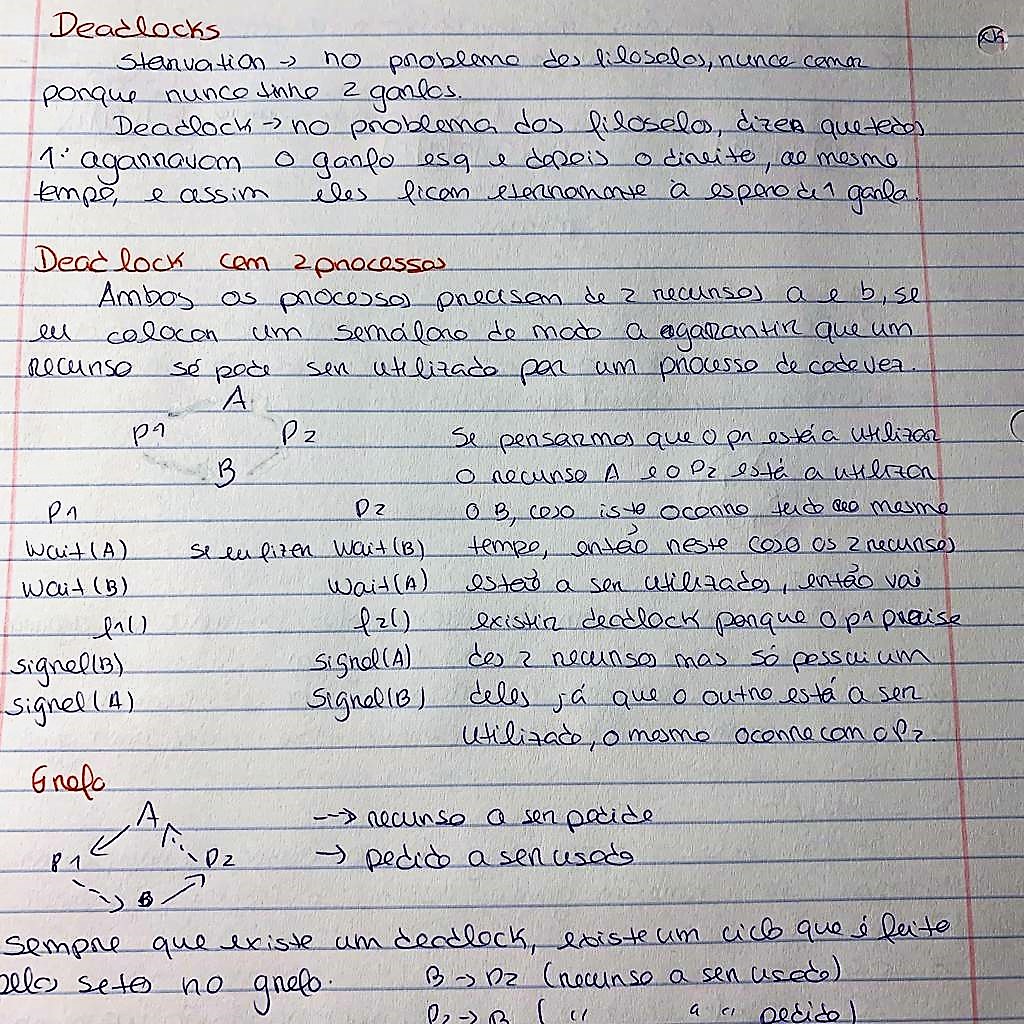 Deadlocks
Starvation → no problema dos filosofos, nunca comer
porque nunca tinha 2 garfos.
Deadlock → no problema dos filosofos, dizer que todos
1º agarravam o garfo esq e depois o direito, ao mesmo
tempo, e assim eles ficam eternamente à espera de 1 garfo.
Deadlock com 2 processos
Ambos os processos precisam de 2 recursos a e b, se
eu colocar um semáforo de modo a garantir que um
recurso só pode ser utilizado por um processo de cada vez.
A
P1 P2
B
Se pensarmos que o p1 está a utilizar
o recurso A e o P2 está a utilizar
o B, caso isto ocorra tudo ao mesmo
tempo, então neste caso os 2 recursos
estão a ser utilizados, então vai
existir deadlock porque o p1 precisa
dos 2 recursos mas só possui um
deles já que o outro está a ser
utilizado, o mesmo ocorre com o P2
P1 P2
Wait(A) se eu fizer Wait(B)
Wait(B) Wait(A)
f1() f2()
signal(B) signal(A)
signal(A) signal(B)
Grafo
A
P1 P2
B
--> recurso a ser pedido
→ pedido a ser usado
Sempre que existe um deadlock, existe um ciclo que é feito
pelas setas no grafo.
B → P2 (recurso a ser usado)
P2 → B ( " " " pedido)